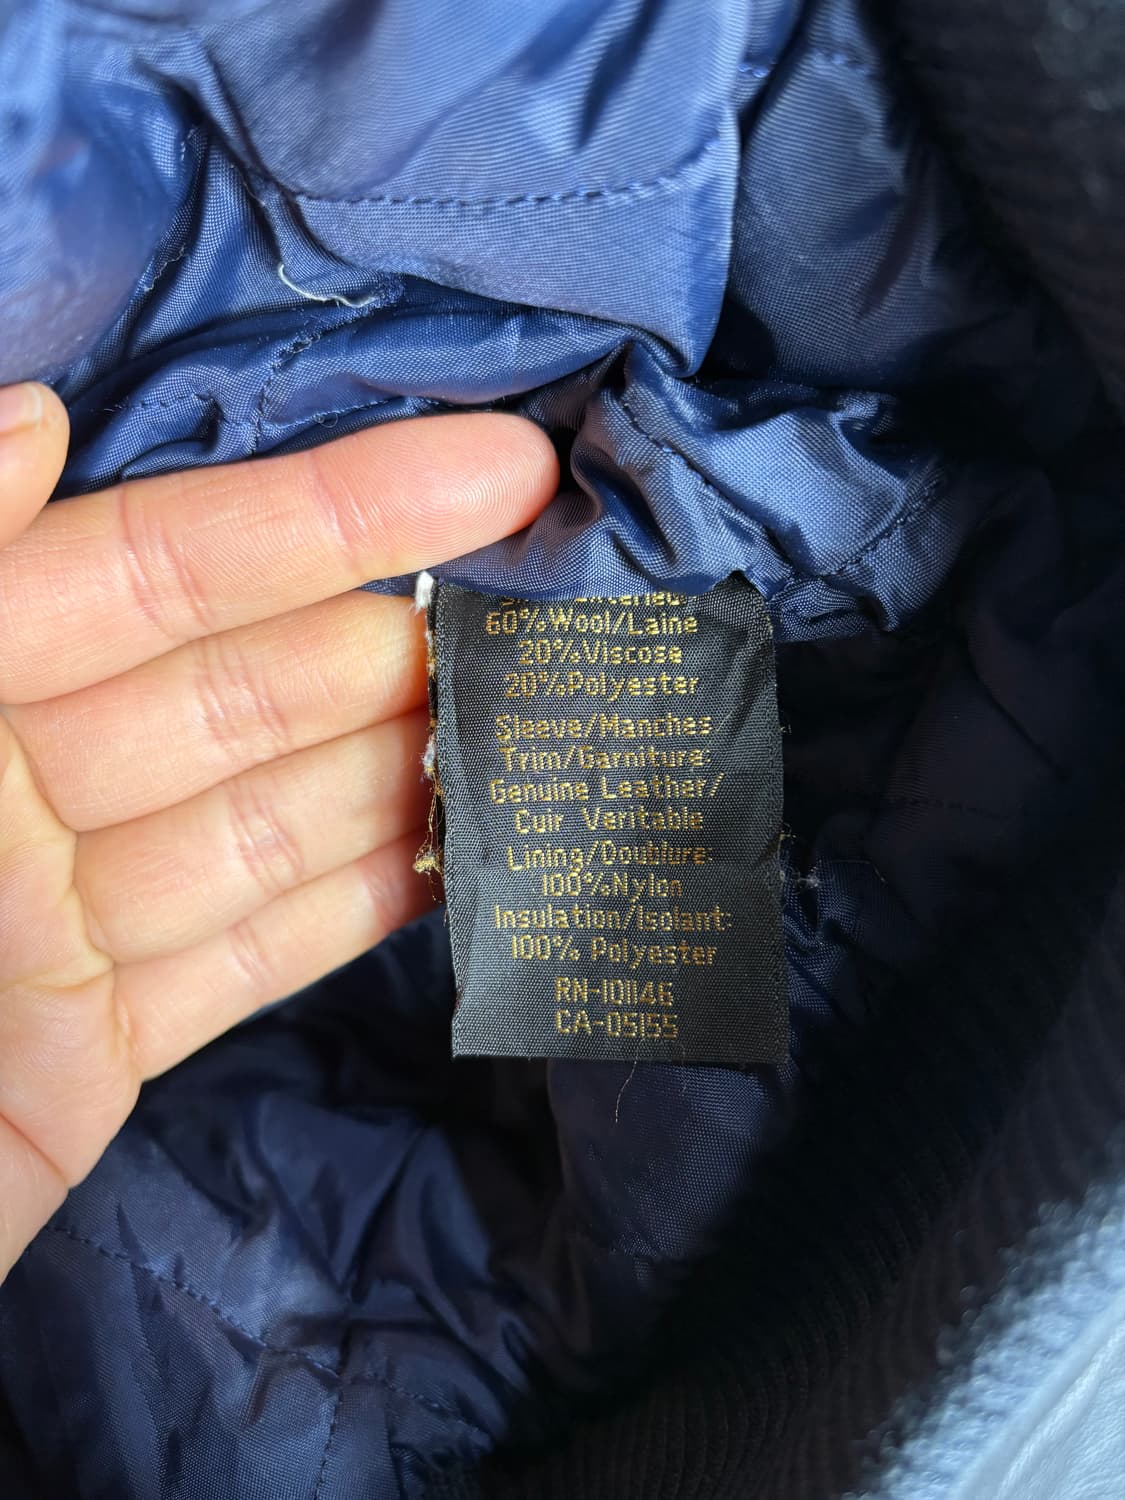 60%Wool/Laine
20%Viscose
20%Polyester
Sleeve/Manches
Trim/Garniture:
Genuine Leather/
Cuir Veritable
Lining/Doublure:
100%Nylon
Insulation/Isolant:
100% Polyester
RN-101146
CA-05155